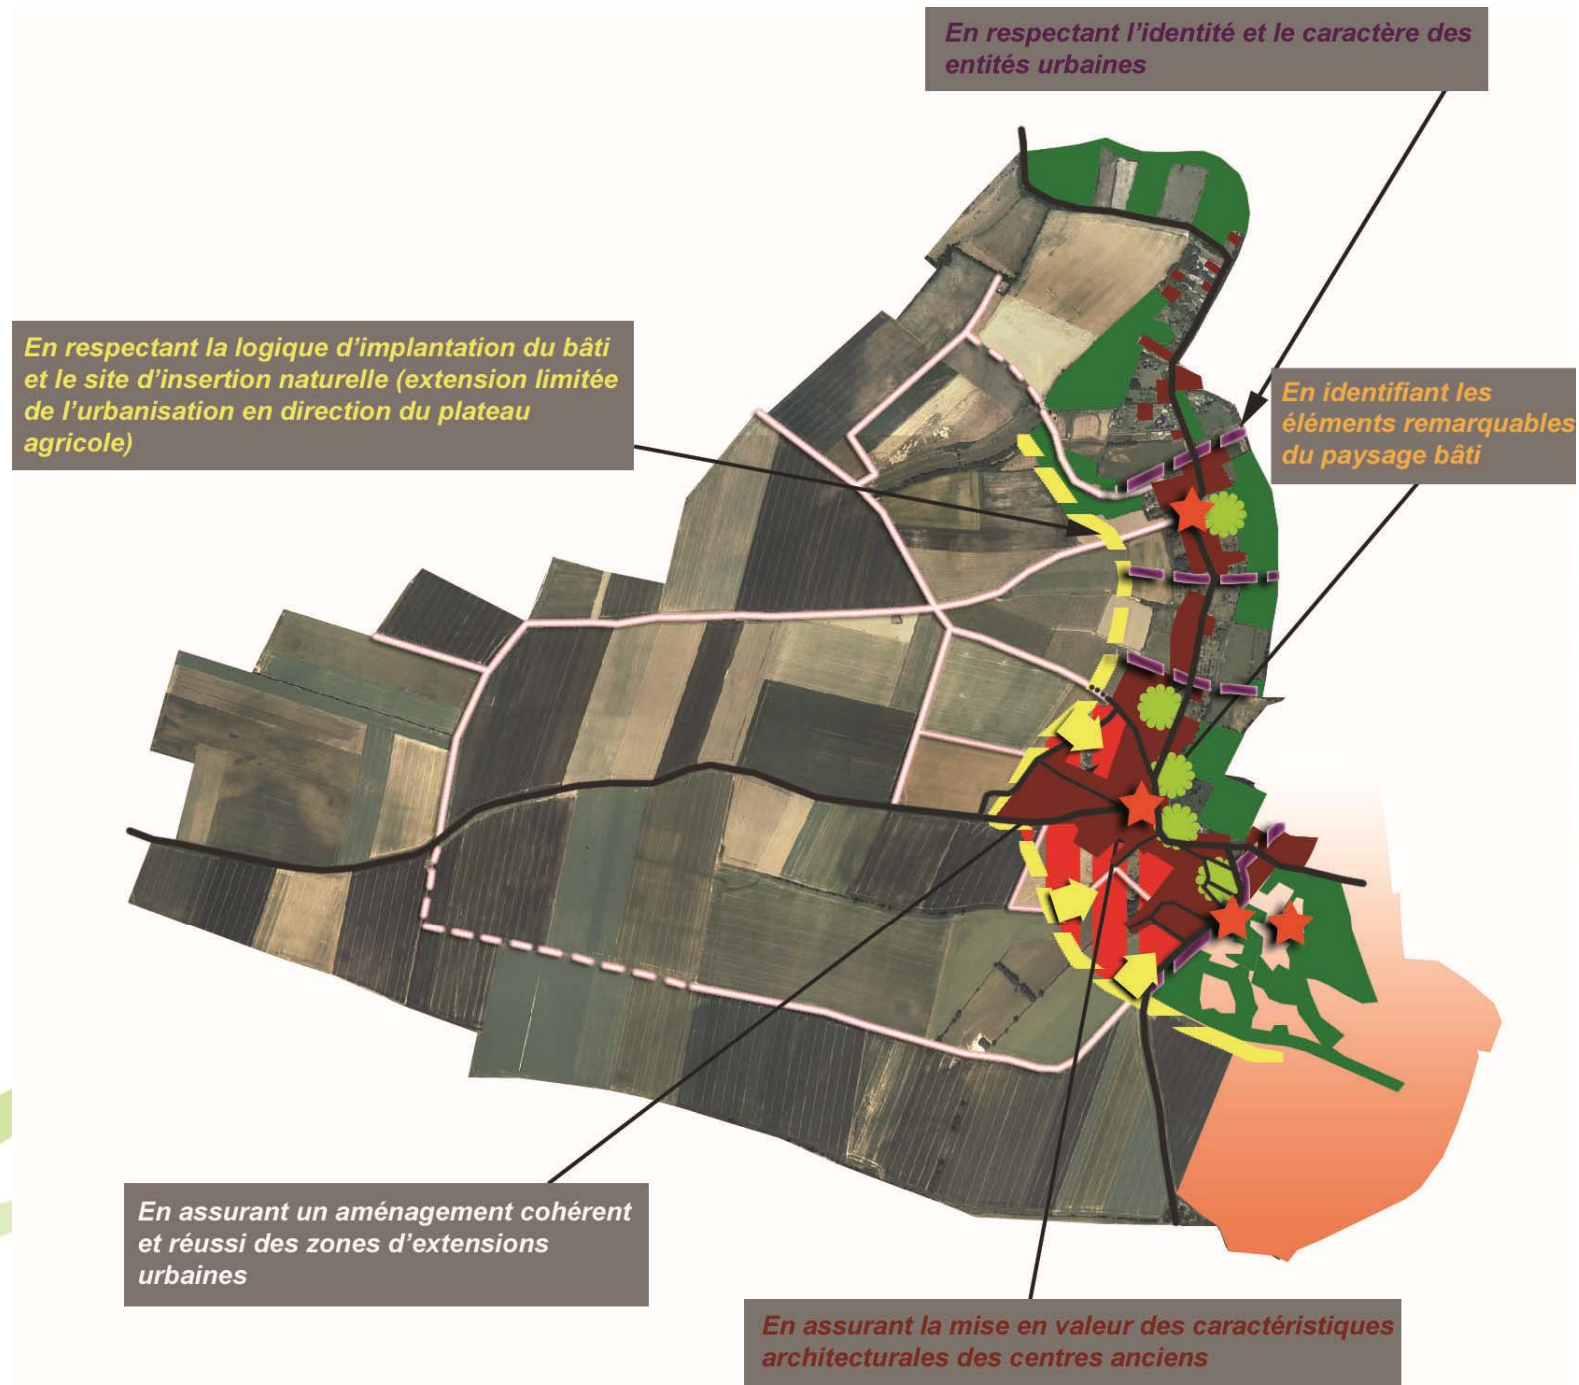 En respectant l'identité et le caractère des
entités urbaines
En respectant la logique d'implantation du bâti
et le site d'insertion naturelle (extension limitée
de l'urbanisation en direction du plateau
agricole)
En identifiant les
éléments remarquables
du paysage bâti
En assurant un aménagement cohérent
et réussi des zones d'extensions
urbaines
En assurant la mise en valeur des caractéristiques
architecturales des centres anciens